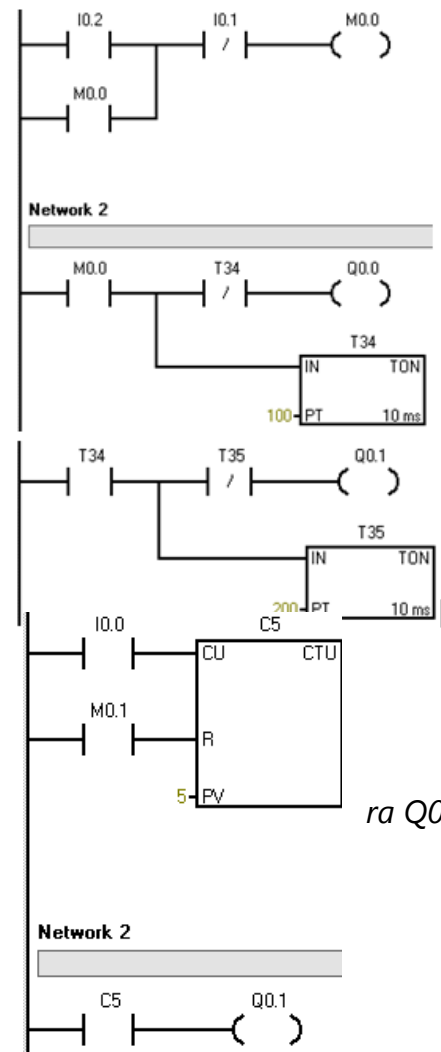 I0.2 I0.1 M0.0
/
M0.0
Network 2
M0.0 T34 Q0.0
/
T34
IN TON
100 PT 10 ms
T34 T35 Q0.1
/
T35
IN TON
200 PT 10 ms
I0.0 C5
CU CTU
M0.1
R
5 PV
ra Q0
Network 2
C5 Q0.1